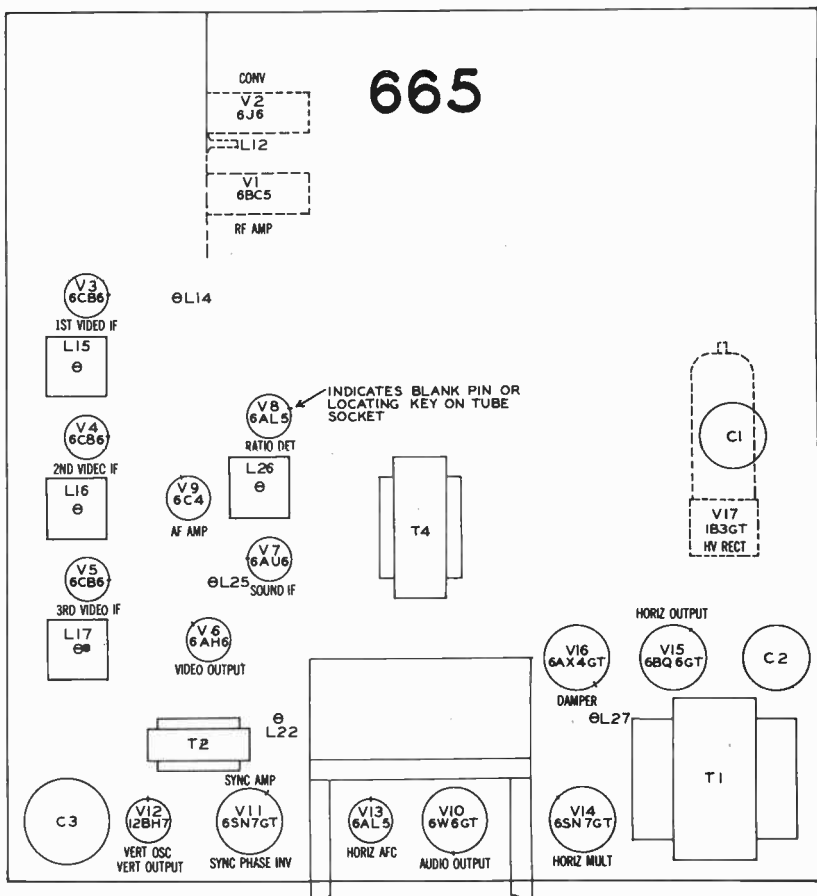 665
CONV
V2
6J6
L12
V1
6BC5
RF AMP
V3
6CB6
1ST VIDEO IF
L14
L15
INDICATES BLANK PIN OR
LOCATING KEY ON TUBE
SOCKET
V8
6AL5
RATIO DET
V4
6CB6
2ND VIDEC IF
C1
L26
L16
V9
6C4
AF AMP
T4
V17
1B3GT
HV RECT
V7
6AU6
SOUND IF
V5
6CB6
3RD VIDEO IF
L25
L17
V6
6AH6
VIDEO OUTPUT
HORIZ OUTPUT
V16
6AX4GT
DAMPER
V15
6BQ6GT
C2
L22
L27
T2
T1
SYNC AMP
C3
V12
12BH7
VERT OSC
VERT OUTPUT
V11
6SN7GT
SYNC PHASE INV
V13
6AL5
HORIZ AFC
V10
6W6GT
AUDIO OUTPUT
V14
6SN7GT
HORIZ MULT